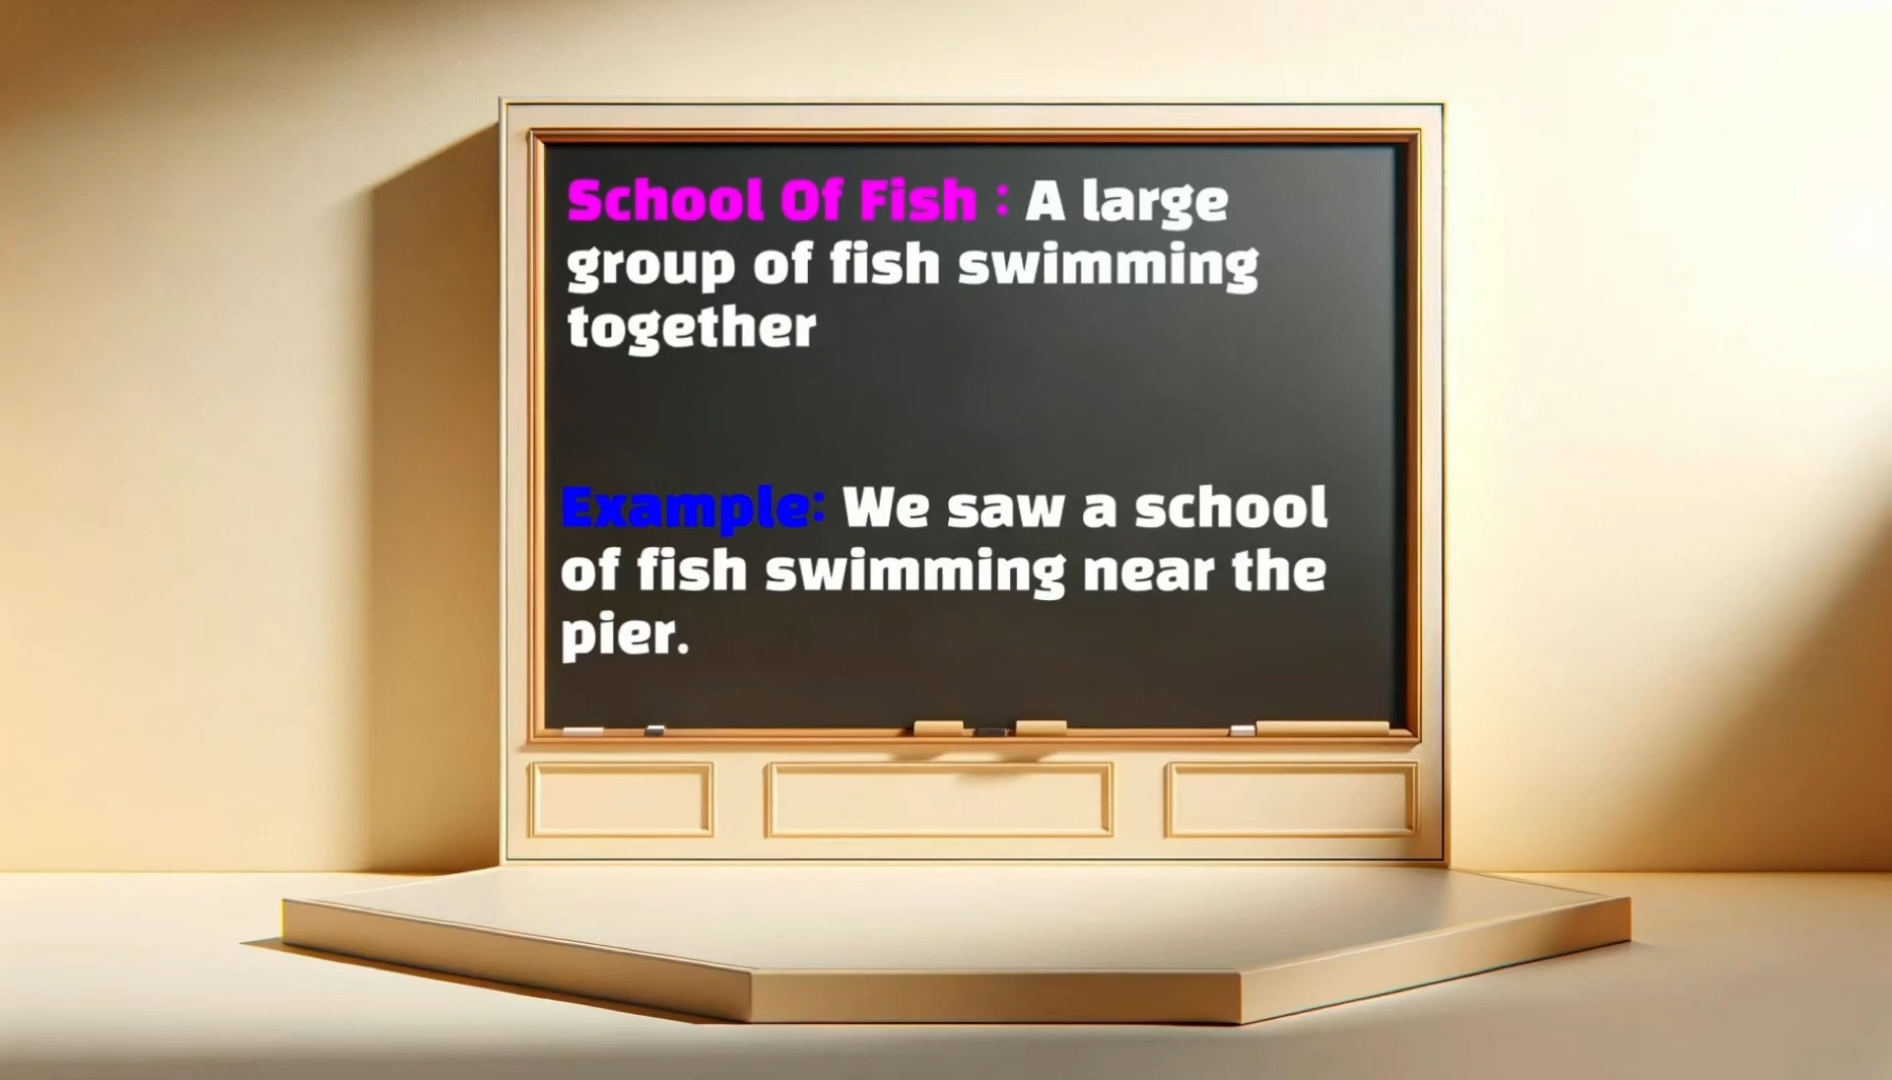 School Of Fish : A large
group of fish swimming
together
Example: We saw a school
of fish swimming near the
pier.